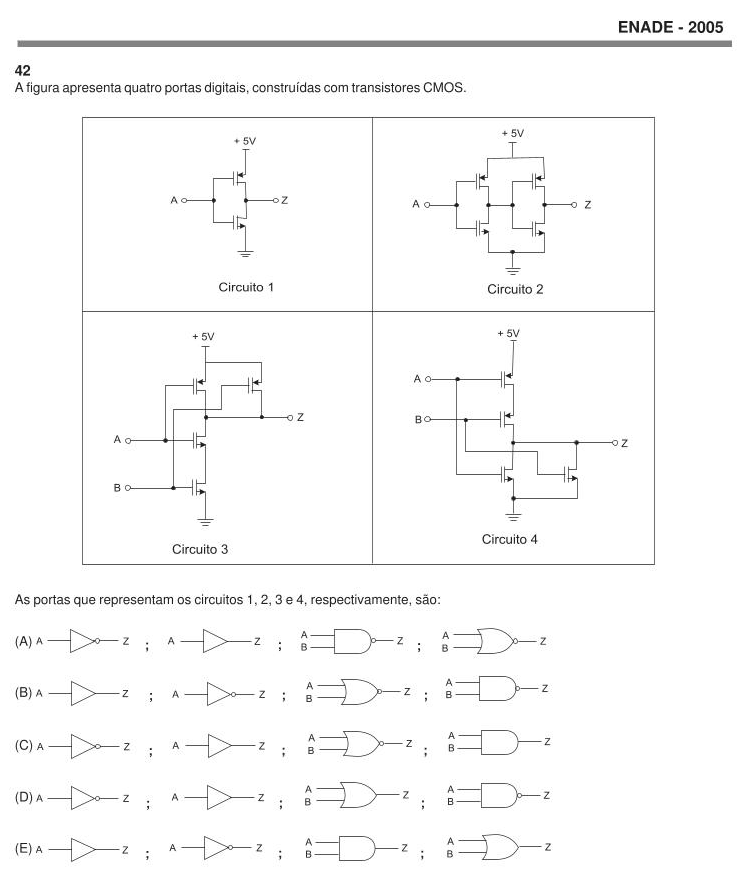 ENADE - 2005
42
A figura apresenta quatro portas digitais, construídas com transistores CMOS.
+ 5V
A
Z
Circuito 1
+ 5V
A
Z
Circuito 2
+ 5V
Z
A
B
Circuito 3
+ 5V
A
B
Z
Circuito 4
As portas que representam os circuitos 1, 2, 3 e 4, respectivamente, são:
(A) A Z ; A Z ; A B Z ; A B Z
(B) A Z ; A Z ; A B Z ; A B Z
(C) A Z ; A Z ; A B Z ; A B Z
(D) A Z ; A Z ; A B Z ; A B Z
(E) A Z ; A Z ; A B Z ; A B Z